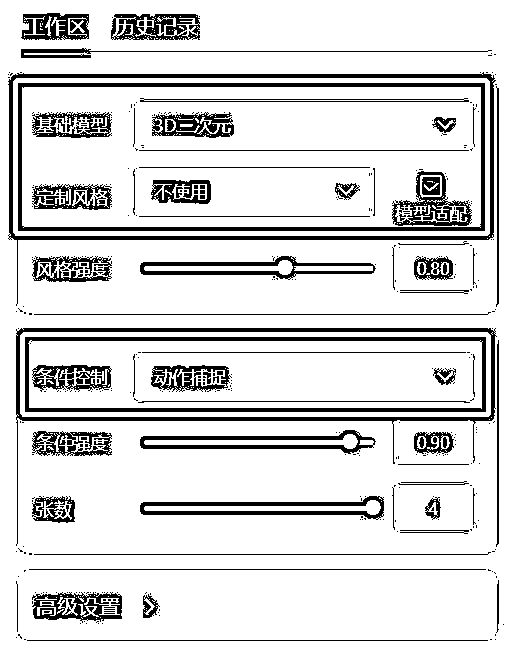 工作区 历史记录
基础模型 3D二次元
定制风格 不使用
模型适配
风格强度 0.80
条件控制 动作捕捉
条件强度 0.90
张数 4
高级设置